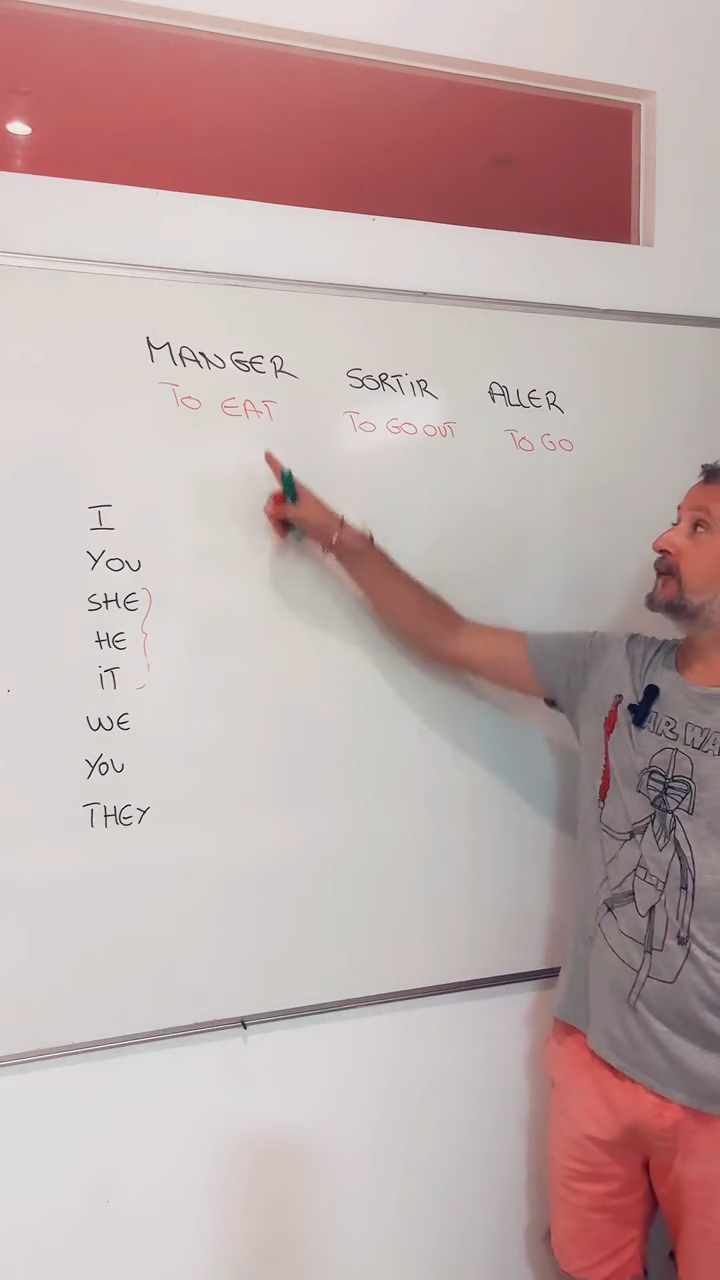 MANGER SORTIR ALLER
TO EAT TO GO OUT TO GO
I
YOU
SHE
HE
IT
WE
YOU
THEY